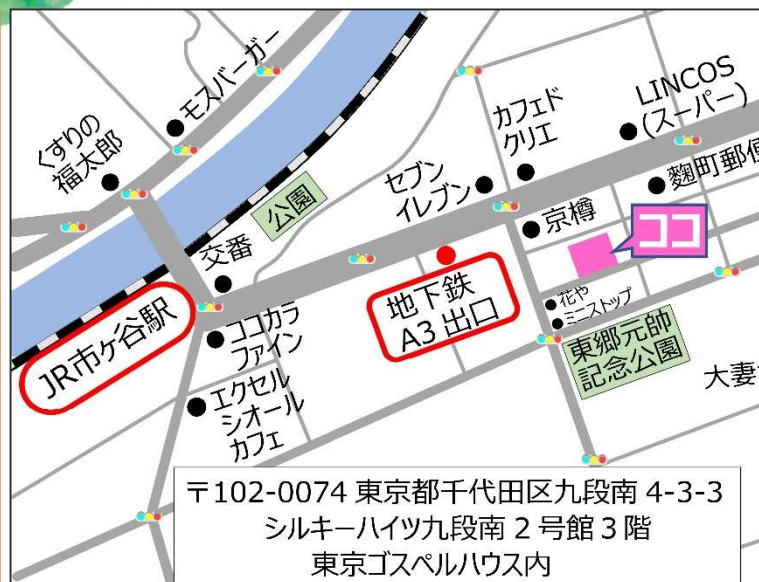 モスバーガー
くすりの
福太郎
公園
交番
JR市ヶ谷駅
ココカラ
ファイン
エクセル
シオール
カフェ
セブン
イレブン
カフェド
クリエ
LINCOS
(スーパー)
麴町郵便
京樽
ココ
地下鉄
A3 出口
花や
ミニストップ
東郷元帥
記念公園
大妻
〒102-0074 東京都千代田区九段南 4-3-3
シルキーハイツ九段南 2 号館 3 階
東京ゴスペルハウス内